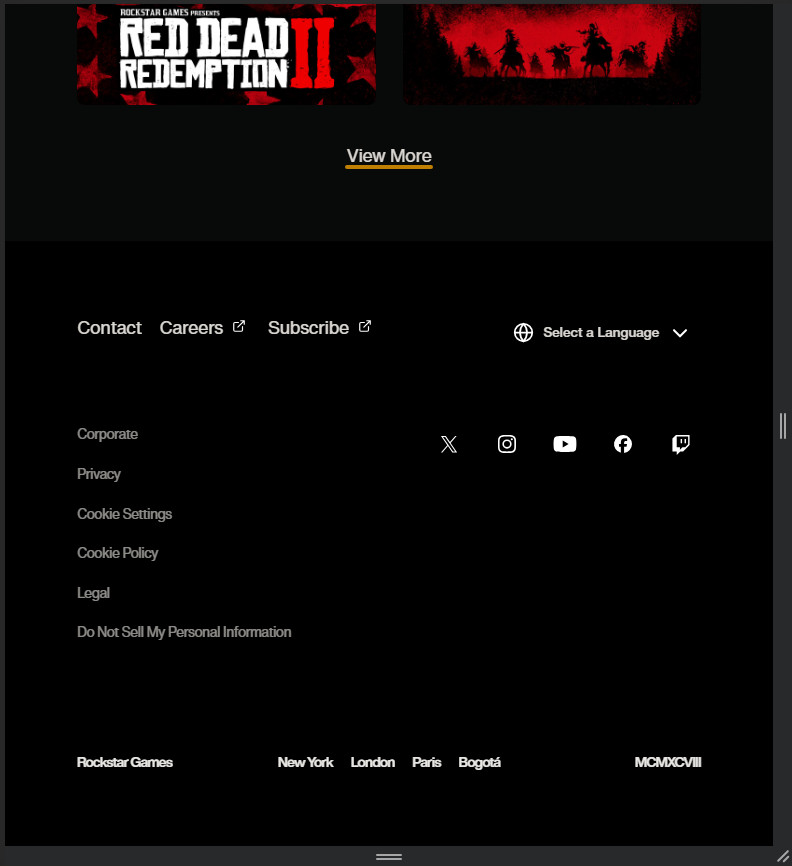 ROCKSTAR GAMES PRESENTS
RED DEAD
REDEMPTION II
View More
Contact Careers Subscribe
Select a Language
Corporate
Privacy
Cookie Settings
Cookie Policy
Legal
Do Not Sell My Personal Information
Rockstar Games New York London Paris Bogotá MCMXCVIII